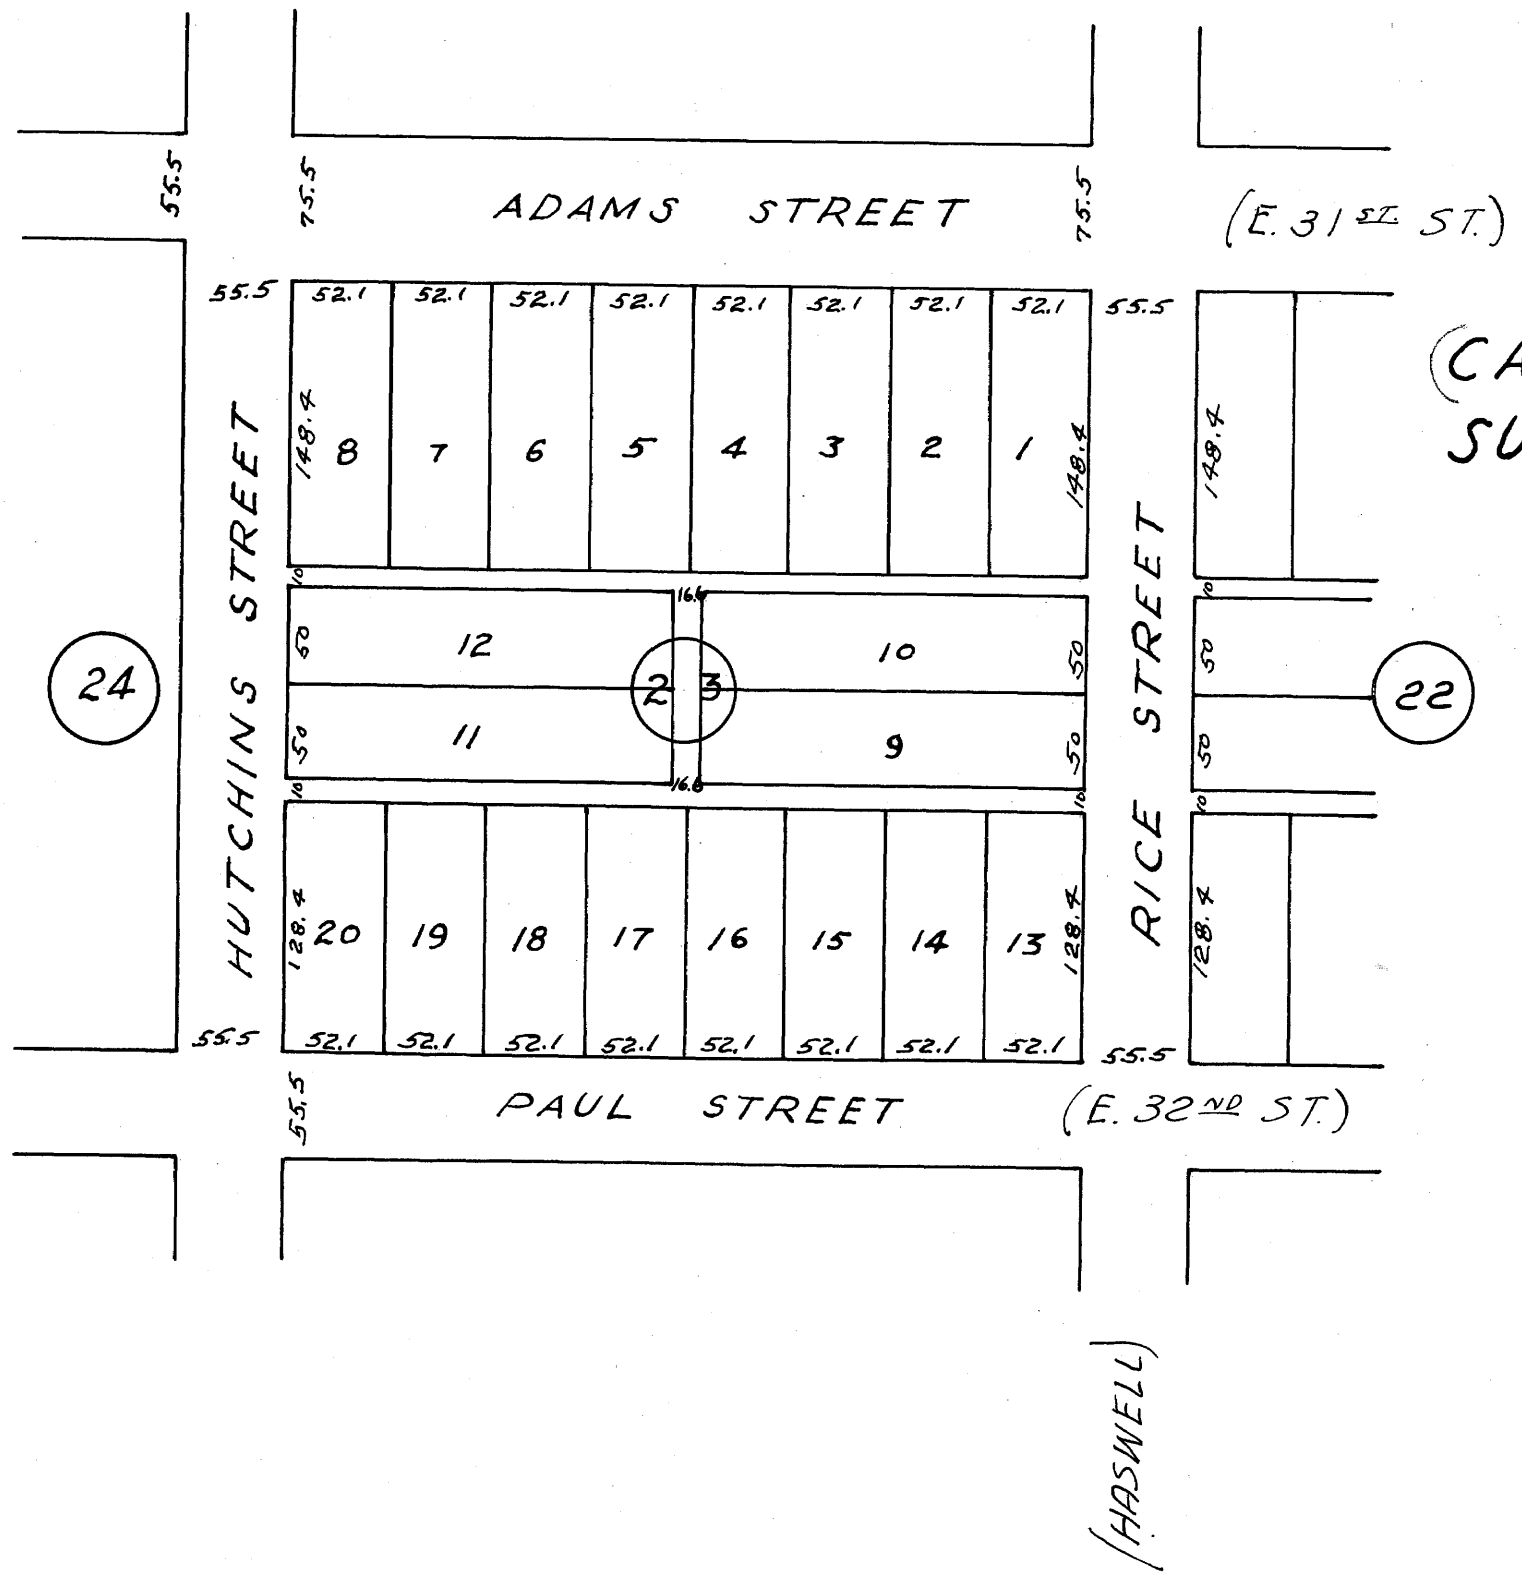 55.5 75.5 ADAMS STREET 75.5 (E. 31ST. ST.)
55.5 52.1 52.1 52.1 52.1 52.1 52.1 52.1 52.1 55.5
(CA
SU
148.4 8 7 6 5 4 3 2 1 148.4 148.4
HUTCHINS STREET
RICE STREET
10 10
16.6
50 12 10 50 50
24 23 22
50 11 9 50 50
16.6
10 10 10
128.4 20 19 18 17 16 15 14 13 128.4 128.4
55.5 52.1 52.1 52.1 52.1 52.1 52.1 52.1 52.1 55.5
55.5 PAUL STREET (E. 32ND ST.)
(HASWELL)